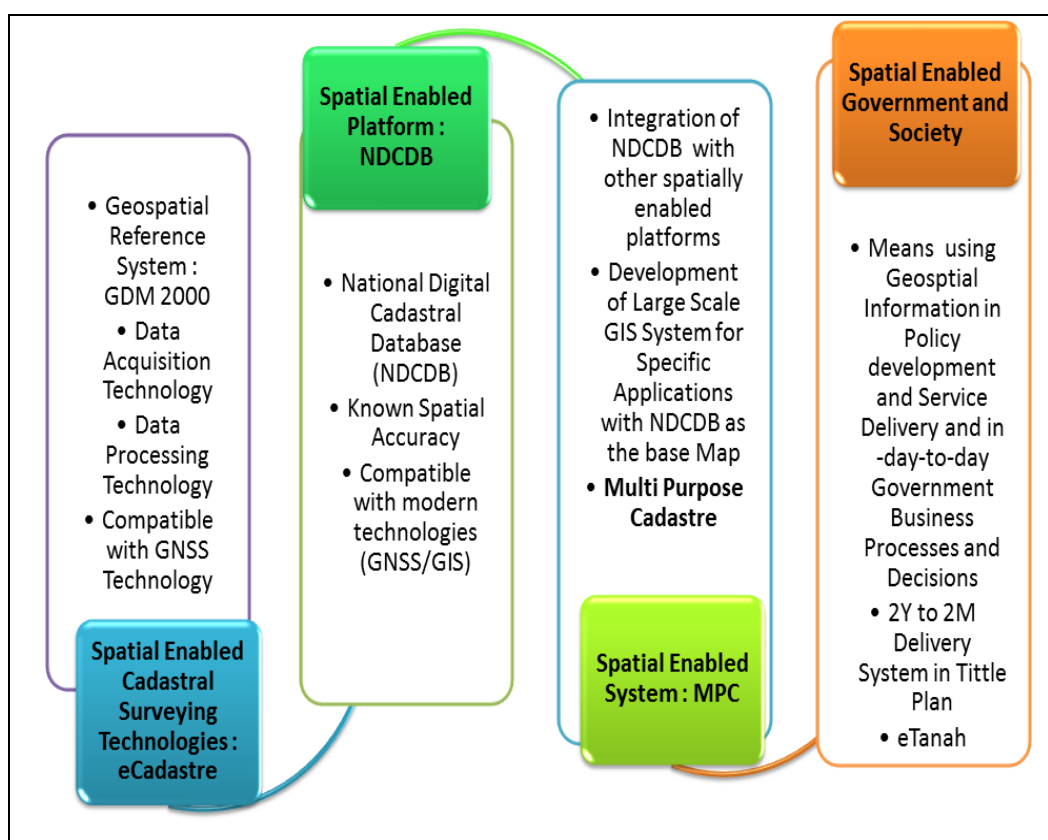 • Geospatial
Reference
System :
GDM 2000
• Data
Acquisition
Technology
• Data
Processing
Technology
• Compatible
with GNSS
Technology
Spatial Enabled
Cadastral
Surveying
Technologies :
eCadastre
Spatial Enabled
Platform :
NDCDB
• National Digital
Cadastral
Database
(NDCDB)
• Known Spatial
Accuracy
• Compatible
with modern
technologies
(GNSS/GIS)
• Integration of
NDCDB with
other spatially
enabled
platforms
• Development
of Large Scale
GIS System for
Specific
Applications
with NDCDB as
the base Map
• Multi Purpose
Cadastre
Spatial Enabled
System : MPC
Spatial Enabled
Government and
Society
• Means using
Geosptial
Information in
Policy
development
and Service
Delivery and in
-day-to-day
Government
Business
Processes and
Decisions
• 2Y to 2M
Delivery
System in Tittle
Plan
• eTanah